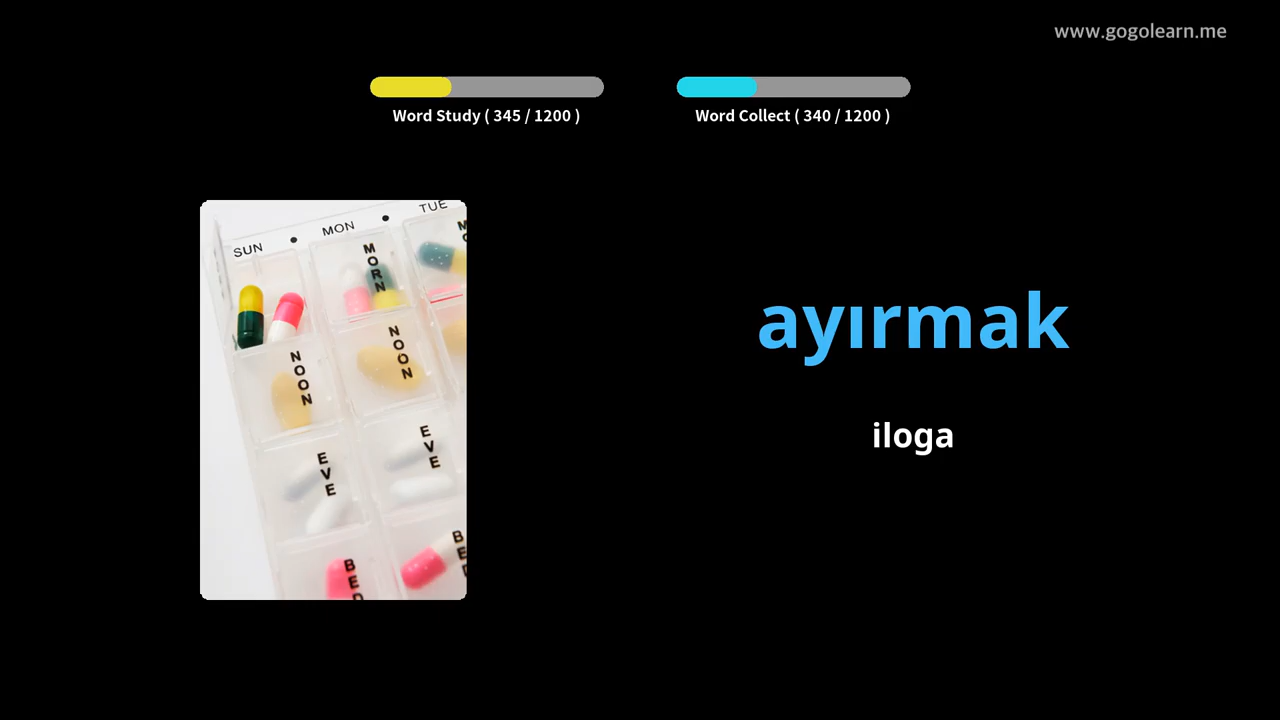 www.gogolearn.me
Word Study ( 345 / 1200 )
Word Collect ( 340 / 1200 )
SUN • MON • TUE
MORN
NOON
NOON
EVE
EVE
ayırmak
iloga